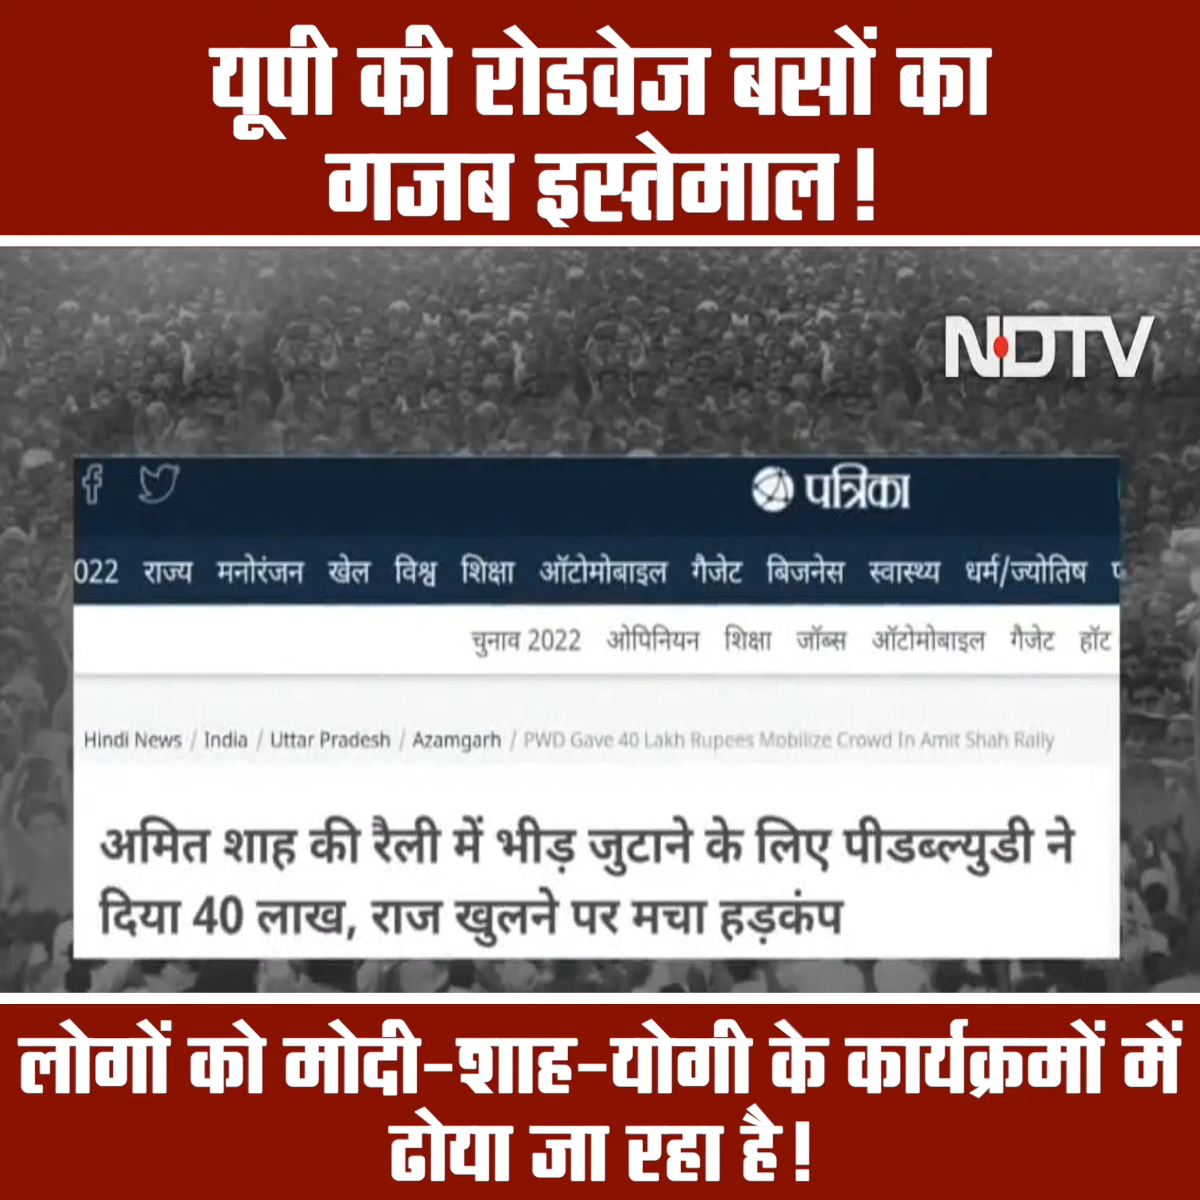 यूपी की रोडवेज बसों का
गजब इस्तेमाल!
NDTV
पत्रिका
022 राज्य मनोरंजन खेल विश्व शिक्षा ऑटोमोबाइल गैजेट बिजनेस स्वास्थ्य धर्म/ज्योतिष
चुनाव 2022 ओपिनियन शिक्षा जॉब्स ऑटोमोबाइल गैजेट हॉट
Hindi News / India / Uttar Pradesh / Azamgarh / PWD Gave 40 Lakh Rupees Mobilize Crowd In Amit Shah Rally
अमित शाह की रैली में भीड़ जुटाने के लिए पीडब्ल्युडी ने
दिया 40 लाख, राज खुलने पर मचा हड़कंप
लोगों को मोदी-शाह-योगी के कार्यक्रमों में
ढोया जा रहा है!